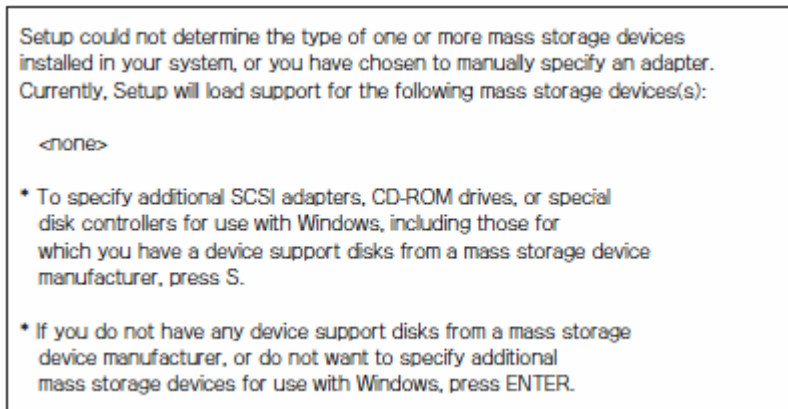 Setup could not determine the type of one or more mass storage devices
installed in your system, or you have chosen to manually specify an adapter.
Currently, Setup will load support for the following mass storage devices(s):
<none>
* To specify additional SCSI adapters, CD-ROM drives, or special
disk controllers for use with Windows, including those for
which you have a device support disks from a mass storage device
manufacturer, press S.
* If you do not have any device support disks from a mass storage
device manufacturer, or do not want to specify additional
mass storage devices for use with Windows, press ENTER.